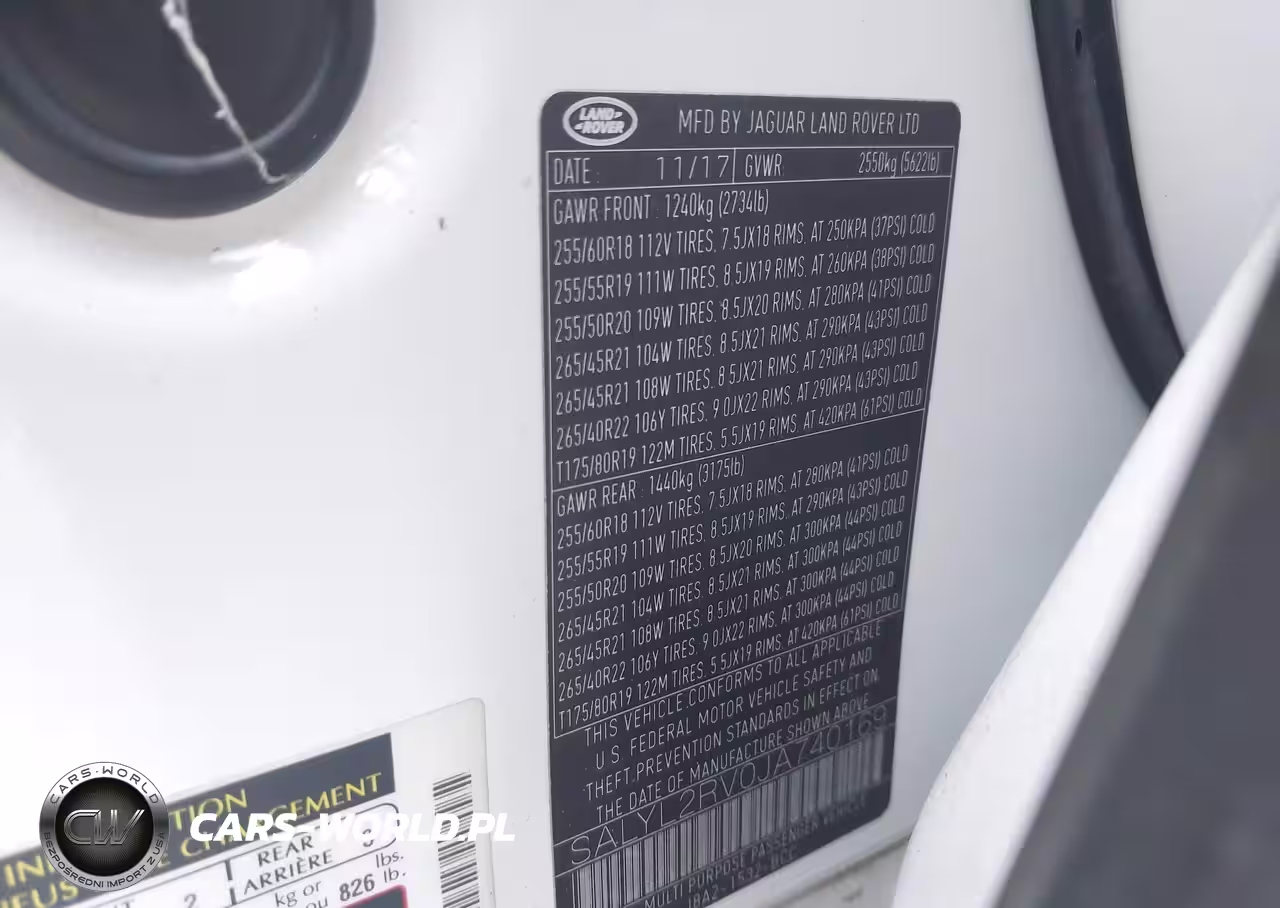 LAND ROVER
MFD BY JAGUAR LAND ROVER LTD
DATE : 11/17 GVWR: 2550kg (5622lb)
GAWR FRONT : 1240kg (2734lb)
255/60R18 112V TIRES, 7.5JX18 RIMS, AT 250KPA (37PSI) COLD
255/55R19 111W TIRES, 8.5JX19 RIMS, AT 260KPA (38PSI) COLD
255/50R20 109W TIRES, 8.5JX20 RIMS, AT 280KPA (41PSI) COLD
265/45R21 104W TIRES, 8.5JX21 RIMS, AT 290KPA (43PSI) COLD
265/45R21 108W TIRES, 8.5JX21 RIMS, AT 290KPA (43PSI) COLD
265/40R22 106Y TIRES, 9.0JX22 RIMS, AT 290KPA (43PSI) COLD
T175/80R19 122M TIRES, 5.5JX19 RIMS, AT 420KPA (61PSI) COLD
GAWR REAR : 1440kg (3175lb)
255/60R18 112V TIRES, 7.5JX18 RIMS, AT 280KPA (41PSI) COLD
255/55R19 111W TIRES, 8.5JX19 RIMS, AT 290KPA (43PSI) COLD
255/50R20 109W TIRES, 8.5JX20 RIMS, AT 300KPA (44PSI) COLD
265/45R21 104W TIRES, 8.5JX21 RIMS, AT 300KPA (44PSI) COLD
265/45R21 108W TIRES, 8.5JX21 RIMS, AT 300KPA (44PSI) COLD
265/40R22 106Y TIRES, 9.0JX22 RIMS, AT 300KPA (44PSI) COLD
T175/80R19 122M TIRES, 5.5JX19 RIMS, AT 420KPA (61PSI) COLD
THIS VEHICLE CONFORMS TO ALL APPLICABLE
U.S. FEDERAL MOTOR VEHICLE SAFETY AND
THEFT PREVENTION STANDARDS IN EFFECT ON
THE DATE OF MANUFACTURE SHOWN ABOVE
SALYL2RV0JA740169
MULTI PURPOSE PASSENGER VEHICLE
TION
GEMENT
2
REAR
ARRIÈRE
kg or
ou 826 lbs.
lb.
CARS-WORLD
CW
BEZPOŚREDNI IMPORT Z USA
CARS-WORLD.PL